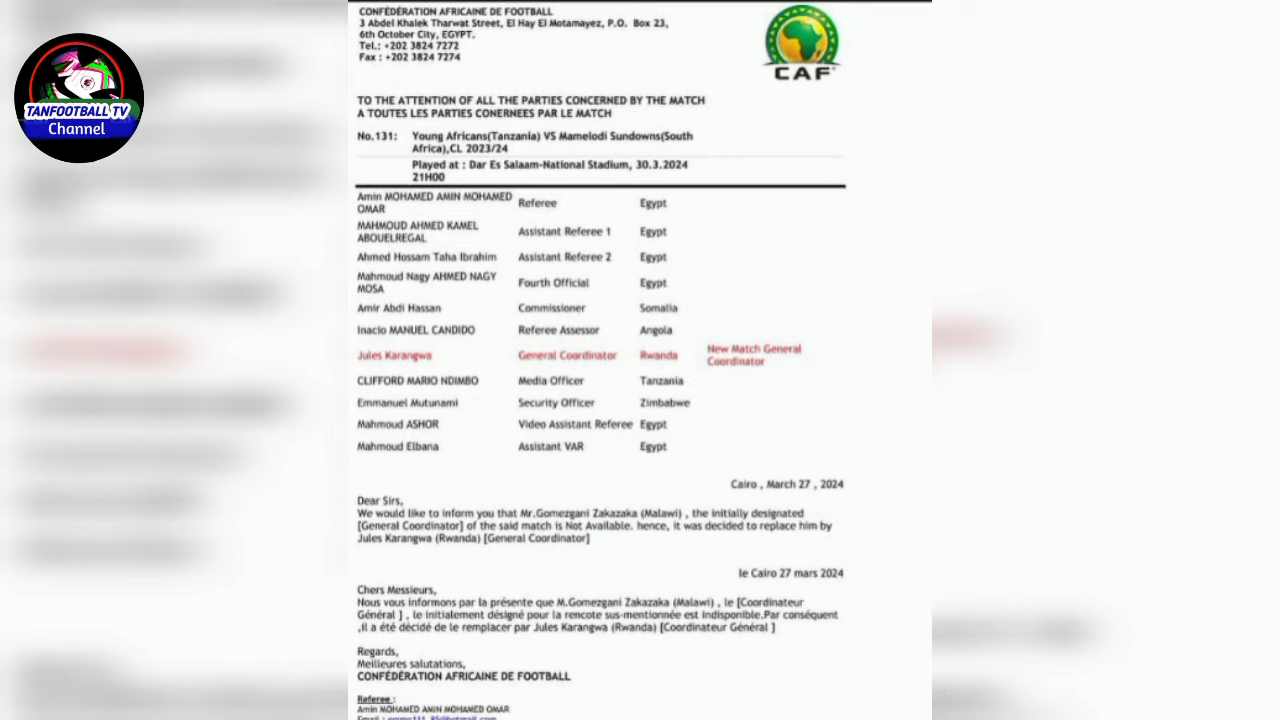 CONFÉDÉRATION AFRICAINE DE FOOTBALL
3 Abdel Khalek Tharwat Street, El Hay El Motamayez, P.O. Box 23,
6th October City, EGYPT.
Tel.: +202 3824 7272
Fax : +202 3824 7274
CAF
TANFOOTBALL TV
Channel
TO THE ATTENTION OF ALL THE PARTIES CONCERNED BY THE MATCH
A TOUTES LES PARTIES CONERNEES PAR LE MATCH
No.131: Young Africans(Tanzania) VS Mamelodi Sundowns(South
Africa),CL 2023/24
Played at : Dar Es Salaam-National Stadium, 30.3.2024
21H00
Amin MOHAMED AMIN MOHAMED
OMAR Referee Egypt
MAHMOUD AHMED KAMEL
ABOUELREGAL Assistant Referee 1 Egypt
Ahmed Hossam Taha Ibrahim Assistant Referee 2 Egypt
Mahmoud Nagy AHMED NAGY
MOSA Fourth Official Egypt
Amir Abdi Hassan Commissioner Somalia
Inacio MANUEL CANDIDO Referee Assessor Angola
Jules Karangwa General Coordinator Rwanda New Match General
Coordinator
CLIFFORD MARIO NDIMBO Media Officer Tanzania
Emmanuel Mutunami Security Officer Zimbabwe
Mahmoud ASHOR Video Assistant Referee Egypt
Mahmoud Elbana Assistant VAR Egypt
Cairo , March 27 , 2024
Dear Sirs,
We would like to inform you that Mr.Gomezgani Zakazaka (Malawi) , the initially designated
[General Coordinator] of the said match is Not Available. hence, it was decided to replace him by
Jules Karangwa (Rwanda) [General Coordinator]
le Cairo 27 mars 2024
Chers Messieurs,
Nous vous informons par la présente que M.Gomezgani Zakazaka (Malawi) , le [Coordinateur
Général ] , le initialement désigné pour la rencote sus-mentionnée est indisponible.Par conséquent
,il a été décidé de le remplacer par Jules Karangwa (Rwanda) [Coordinateur Général ]
Regards,
Meilleures salutations,
CONFÉDÉRATION AFRICAINE DE FOOTBALL
Referee :
Amin MOHAMED AMIN MOHAMED OMAR
Email :